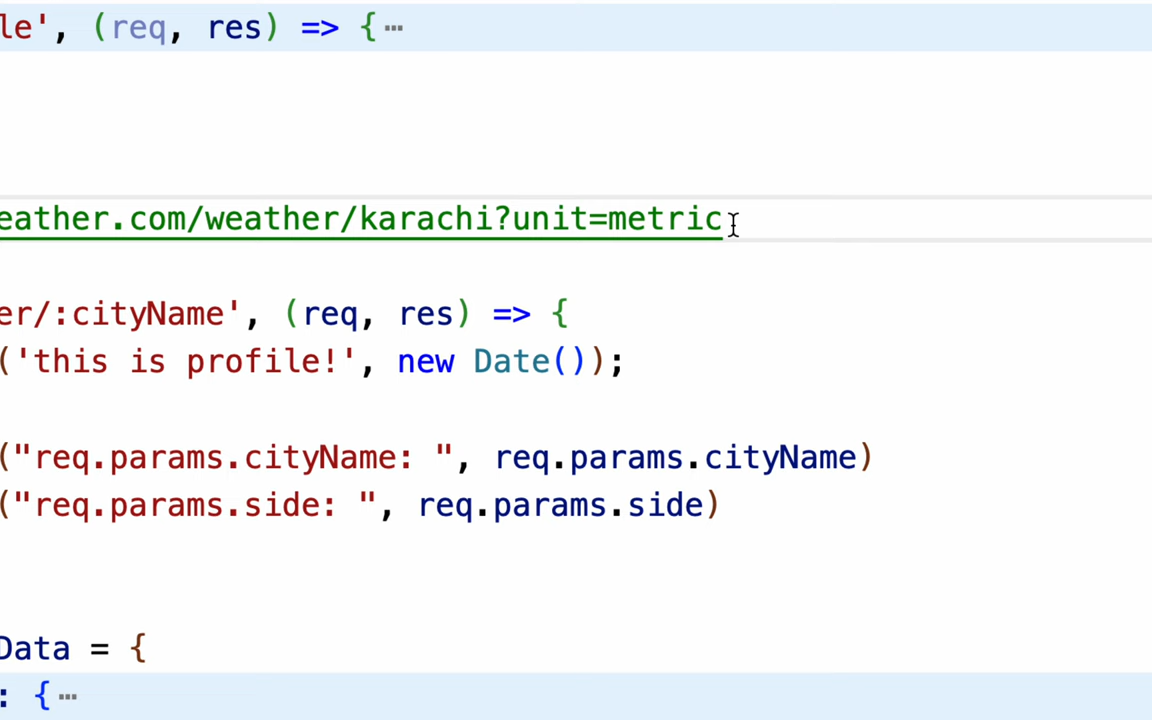 le', (req, res) => {⋯
eather.com/weather/karachi?unit=metric
er/:cityName', (req, res) => {
('this is profile!', new Date());
("req.params.cityName: ", req.params.cityName)
("req.params.side: ", req.params.side)
Data = {
: {⋯